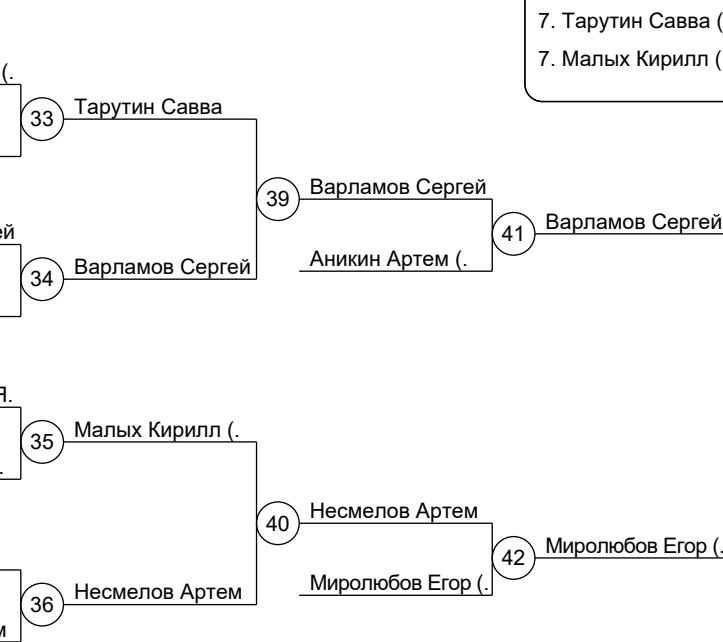 7. Тарутин Савва (
7. Малых Кирилл (
(.
33 Тарутин Савва
39 Варламов Сергей
41 Варламов Сергей
ей
34 Варламов Сергей
Аникин Артем (.
Я.
35 Малых Кирилл (.
.
40 Несмелов Артем
42 Миролюбов Егор (.
Миролюбов Егор (.
36 Несмелов Артем
м